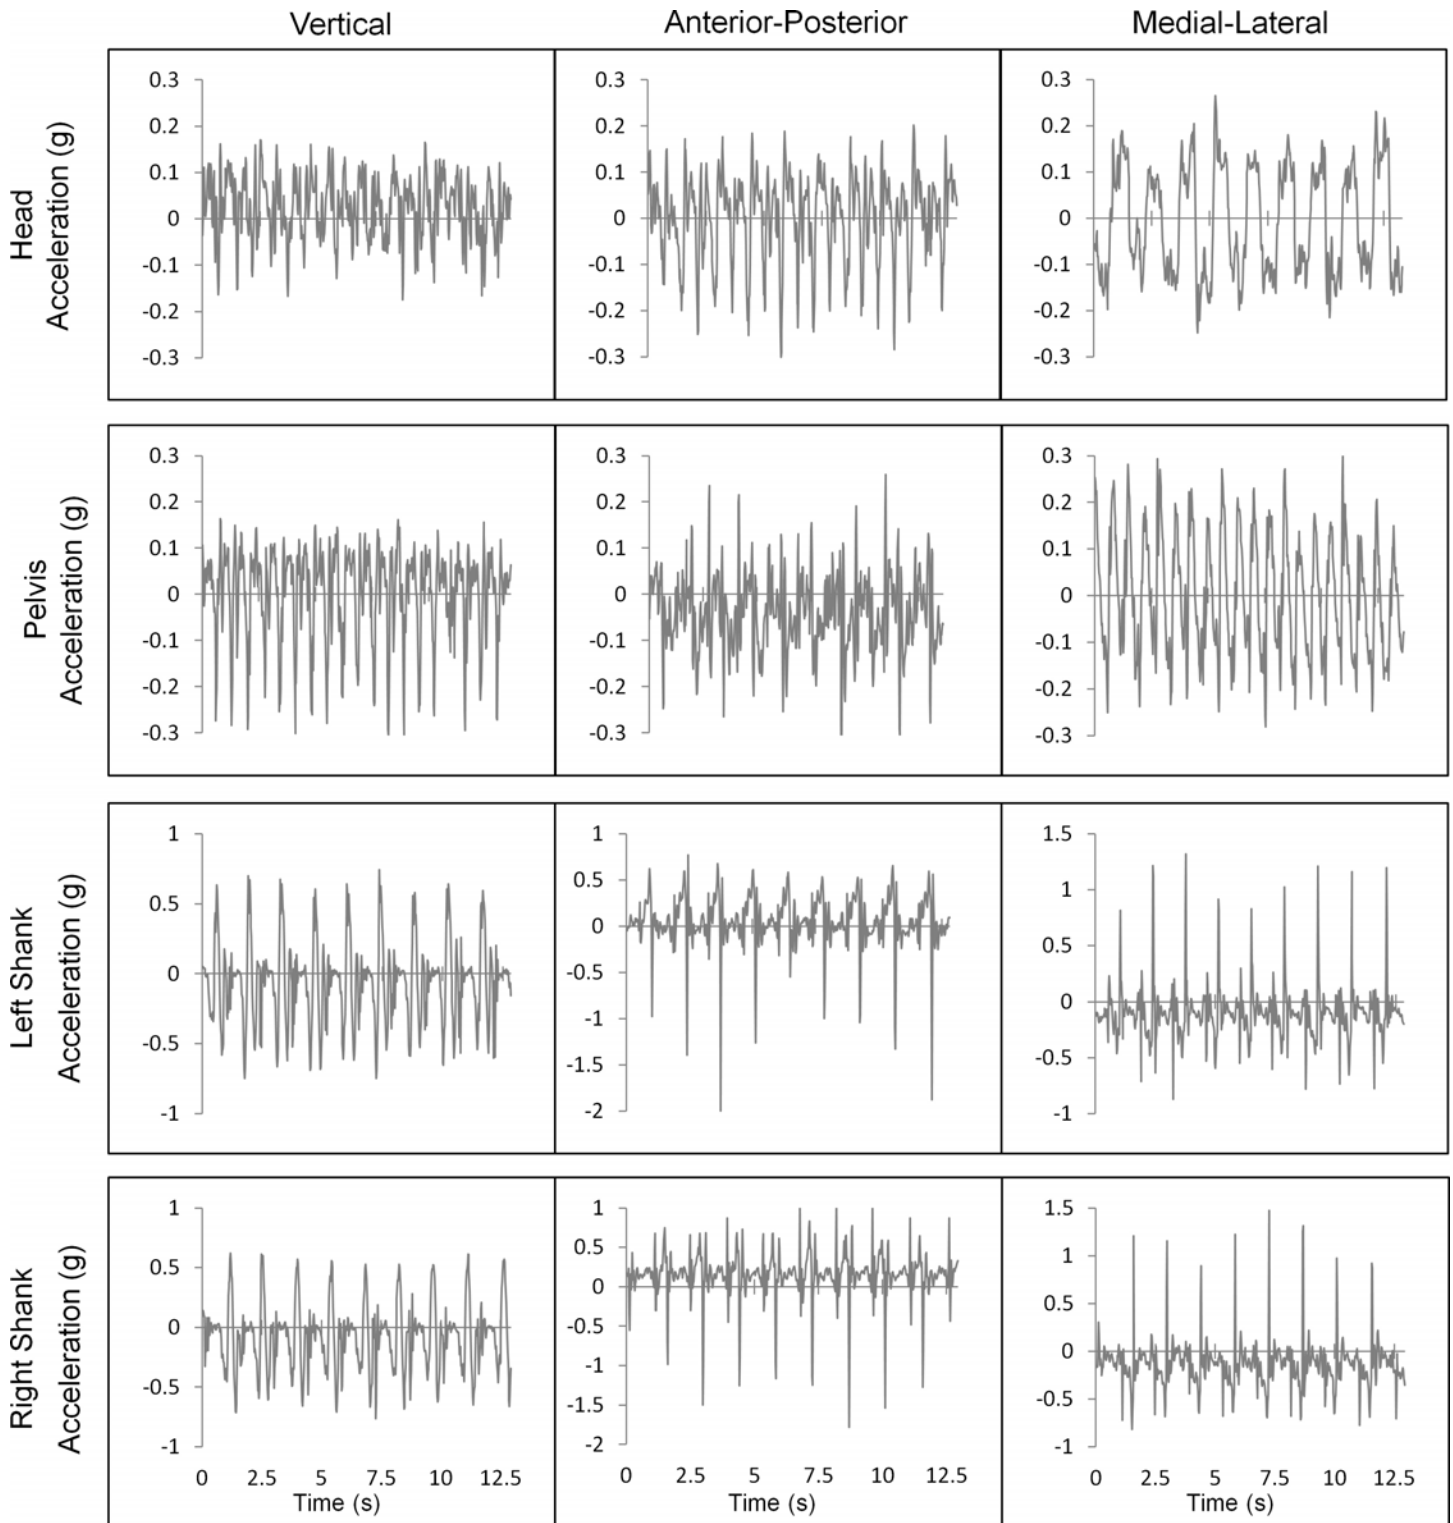 Vertical Anterior-Posterior Medial-Lateral
Head
Acceleration (g)
0.3 0.3 0.3
0.2 0.2 0.2
0.1 0.1 0.1
0 0 0
-0.1 -0.1 -0.1
-0.2 -0.2 -0.2
-0.3 -0.3 -0.3
Pelvis
Acceleration (g)
0.3 0.3 0.3
0.2 0.2 0.2
0.1 0.1 0.1
0 0 0
-0.1 -0.1 -0.1
-0.2 -0.2 -0.2
-0.3 -0.3 -0.3
Left Shank
Acceleration (g)
1 1 1.5
0.5 0.5 1
0 0 0.5
-0.5 -0.5 0
-1 -1 -0.5
-1.5 -1
-2
Right Shank
Acceleration (g)
1 1 1.5
0.5 0.5 1
0 0 0.5
-0.5 -0.5 0
-1 -1 -0.5
-1.5 -1
-2
0 2.5 5 7.5 10 12.5 0 2.5 5 7.5 10 12.5 0 2.5 5 7.5 10 12.5
Time (s) Time (s) Time (s)